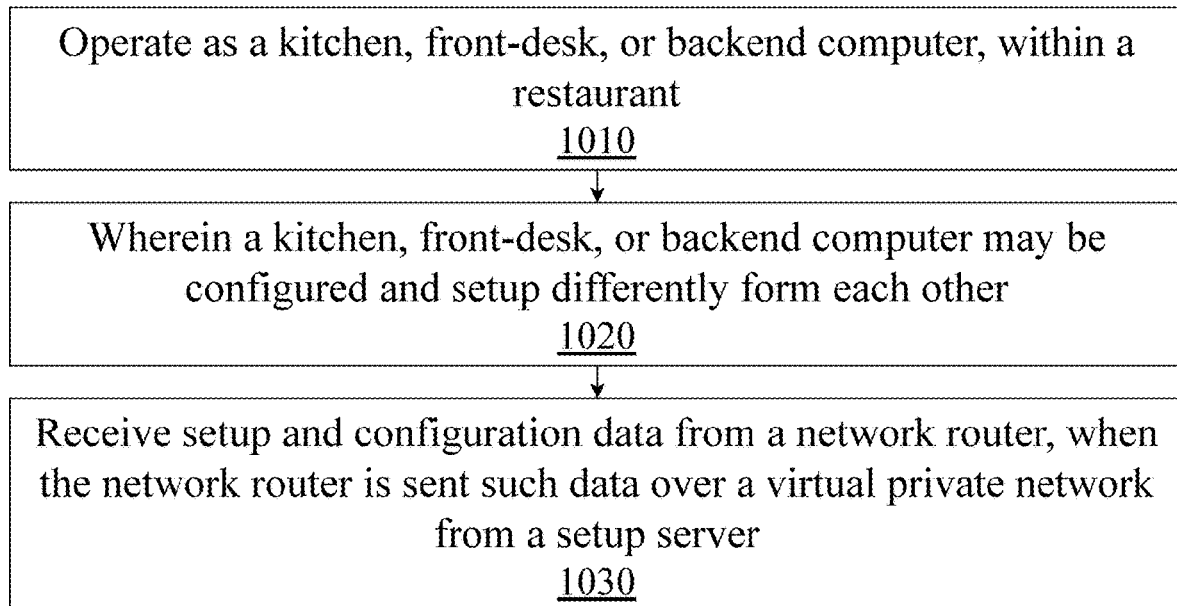 Operate as a kitchen, front-desk, or backend computer, within a
restaurant
1010
Wherein a kitchen, front-desk, or backend computer may be
configured and setup differently form each other
1020
Receive setup and configuration data from a network router, when
the network router is sent such data over a virtual private network
from a setup server
1030